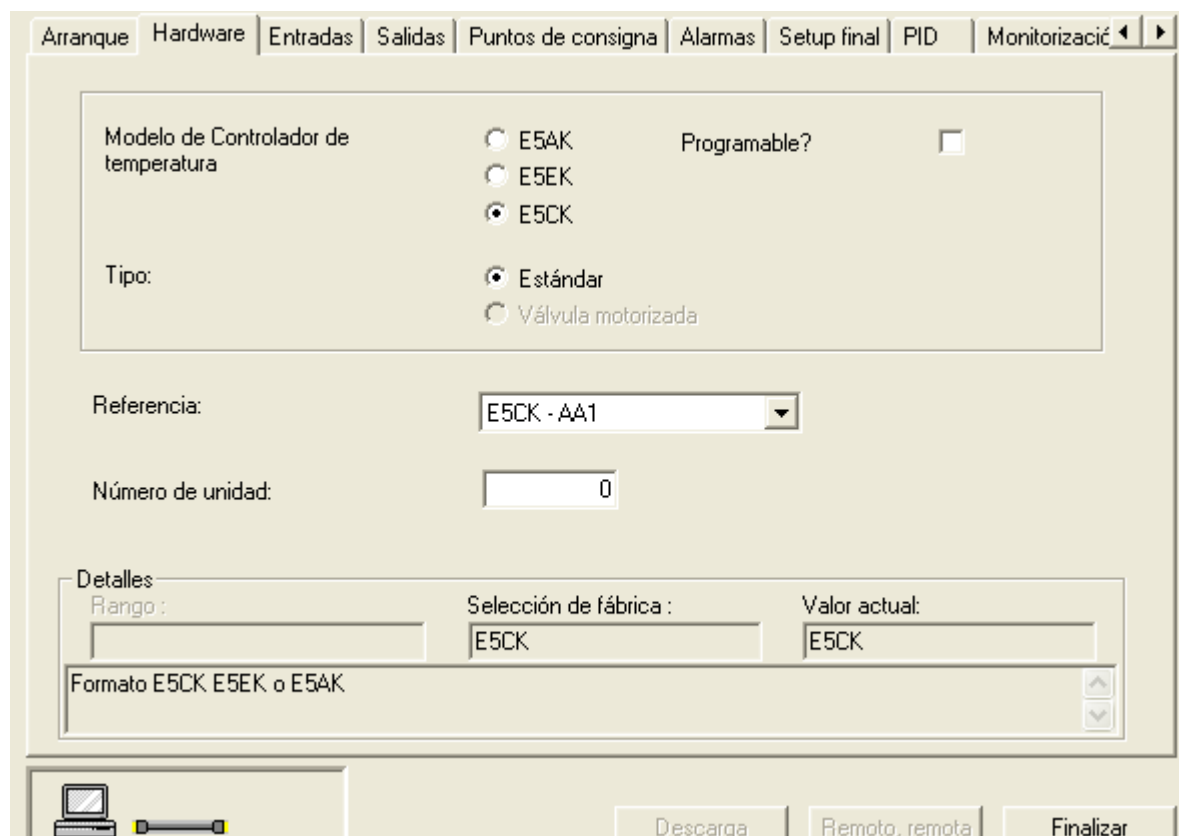 Arranque Hardware Entradas Salidas Puntos de consigna Alarmas Setup final PID Monitorizació
Modelo de Controlador de temperatura
E5AK
Programable?
E5EK
E5CK
Tipo:
Estándar
Válvula motorizada
Referencia:
E5CK - AA1
Número de unidad:
0
Detalles
Rango :
Selección de fábrica :
Valor actual:
E5CK
E5CK
Formato E5CK E5EK o E5AK
Descarga
Remoto, remota
Finalizar